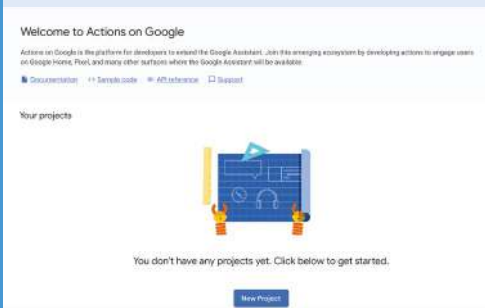 Welcome to Actions on Google
Actions on Google is the platform for developers to extend the Google Assistant. Join this emerging ecosystem by developing actions to engage users
on Google Home, Pixel, and many other surfaces where the Google Assistant will be available.
Documentation <> Sample code API reference Support
Your projects
You don't have any projects yet. Click below to get started.
New Project